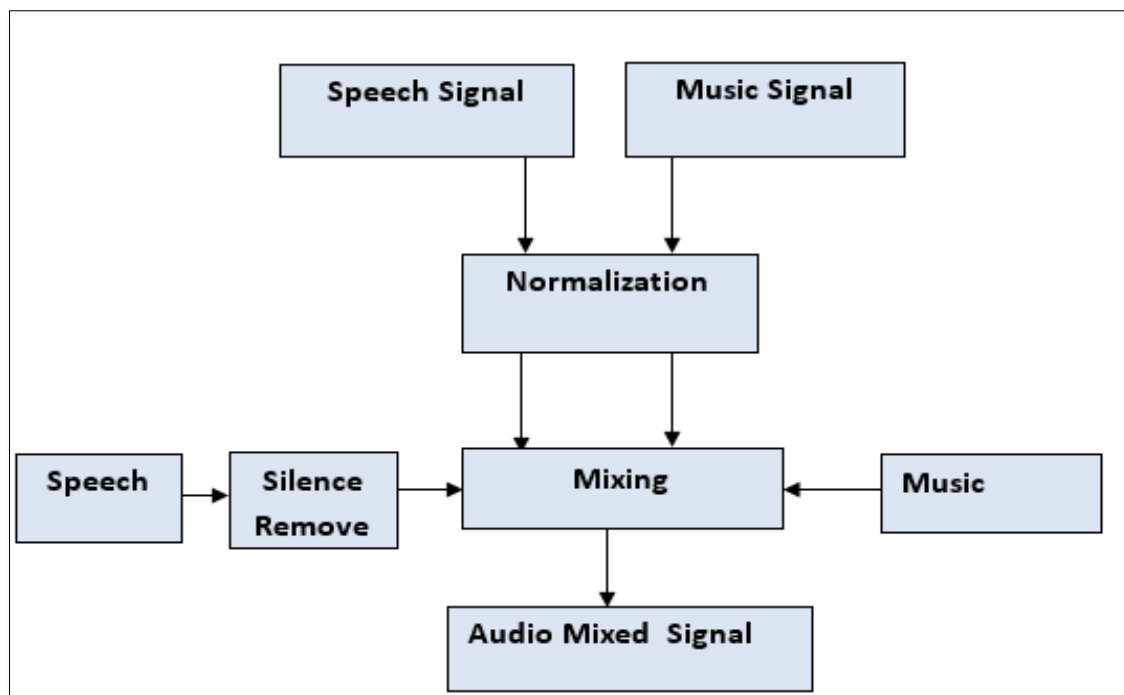 Speech Signal
Music Signal
Normalization
Speech
Silence
Remove
Mixing
Music
Audio Mixed Signal